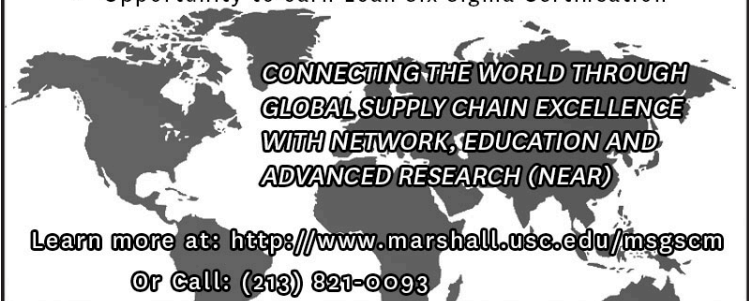 Opportunity to earn Lean Six Sigma Certification
CONNECTING THE WORLD THROUGH
GLOBAL SUPPLY CHAIN EXCELLENCE
WITH NETWORK, EDUCATION AND
ADVANCED RESEARCH (NEAR)
Learn more at: http://www.marshall.usc.edu/msgscm
Or Call: (213) 821-0093